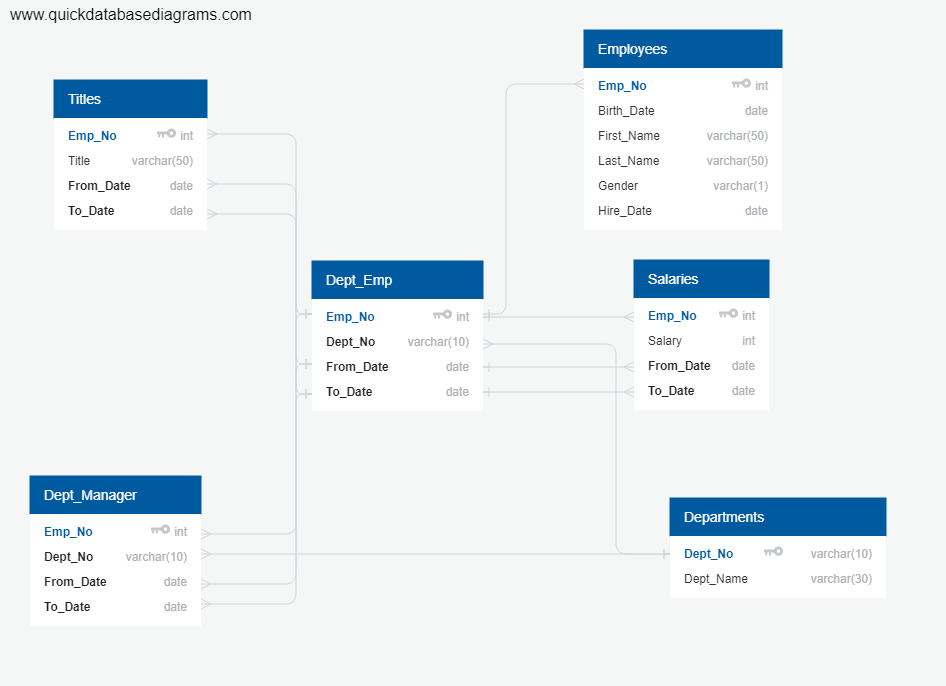 www.quickdatabasediagrams.com
Employees
Emp_No int
Birth_Date date
First_Name varchar(50)
Last_Name varchar(50)
Gender varchar(1)
Hire_Date date
Titles
Emp_No int
Title varchar(50)
From_Date date
To_Date date
Dept_Emp
Emp_No int
Dept_No varchar(10)
From_Date date
To_Date date
Salaries
Emp_No int
Salary int
From_Date date
To_Date date
Dept_Manager
Emp_No int
Dept_No varchar(10)
From_Date date
To_Date date
Departments
Dept_No varchar(10)
Dept_Name varchar(30)